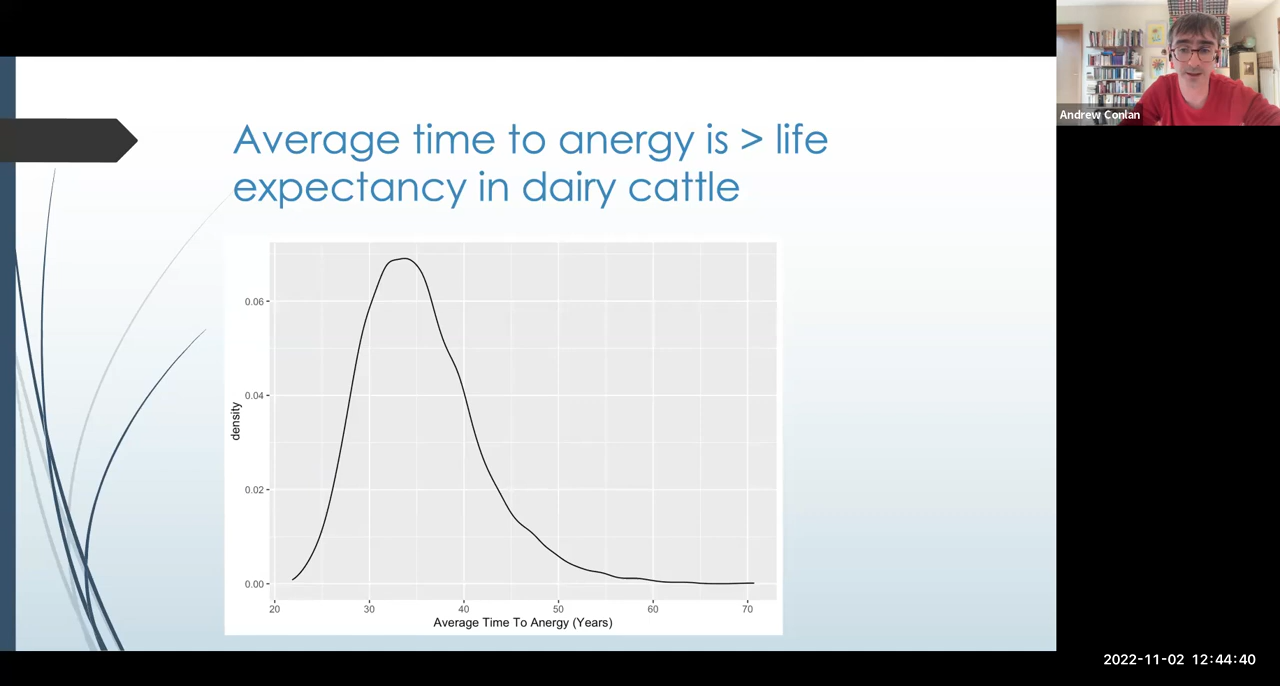 Andrew Conlan
Average time to anergy is > life
expectancy in dairy cattle
density
0.06
0.04
0.02
0.00
20 30 40 50 60 70
Average Time To Anergy (Years)
2022-11-02 12:44:40